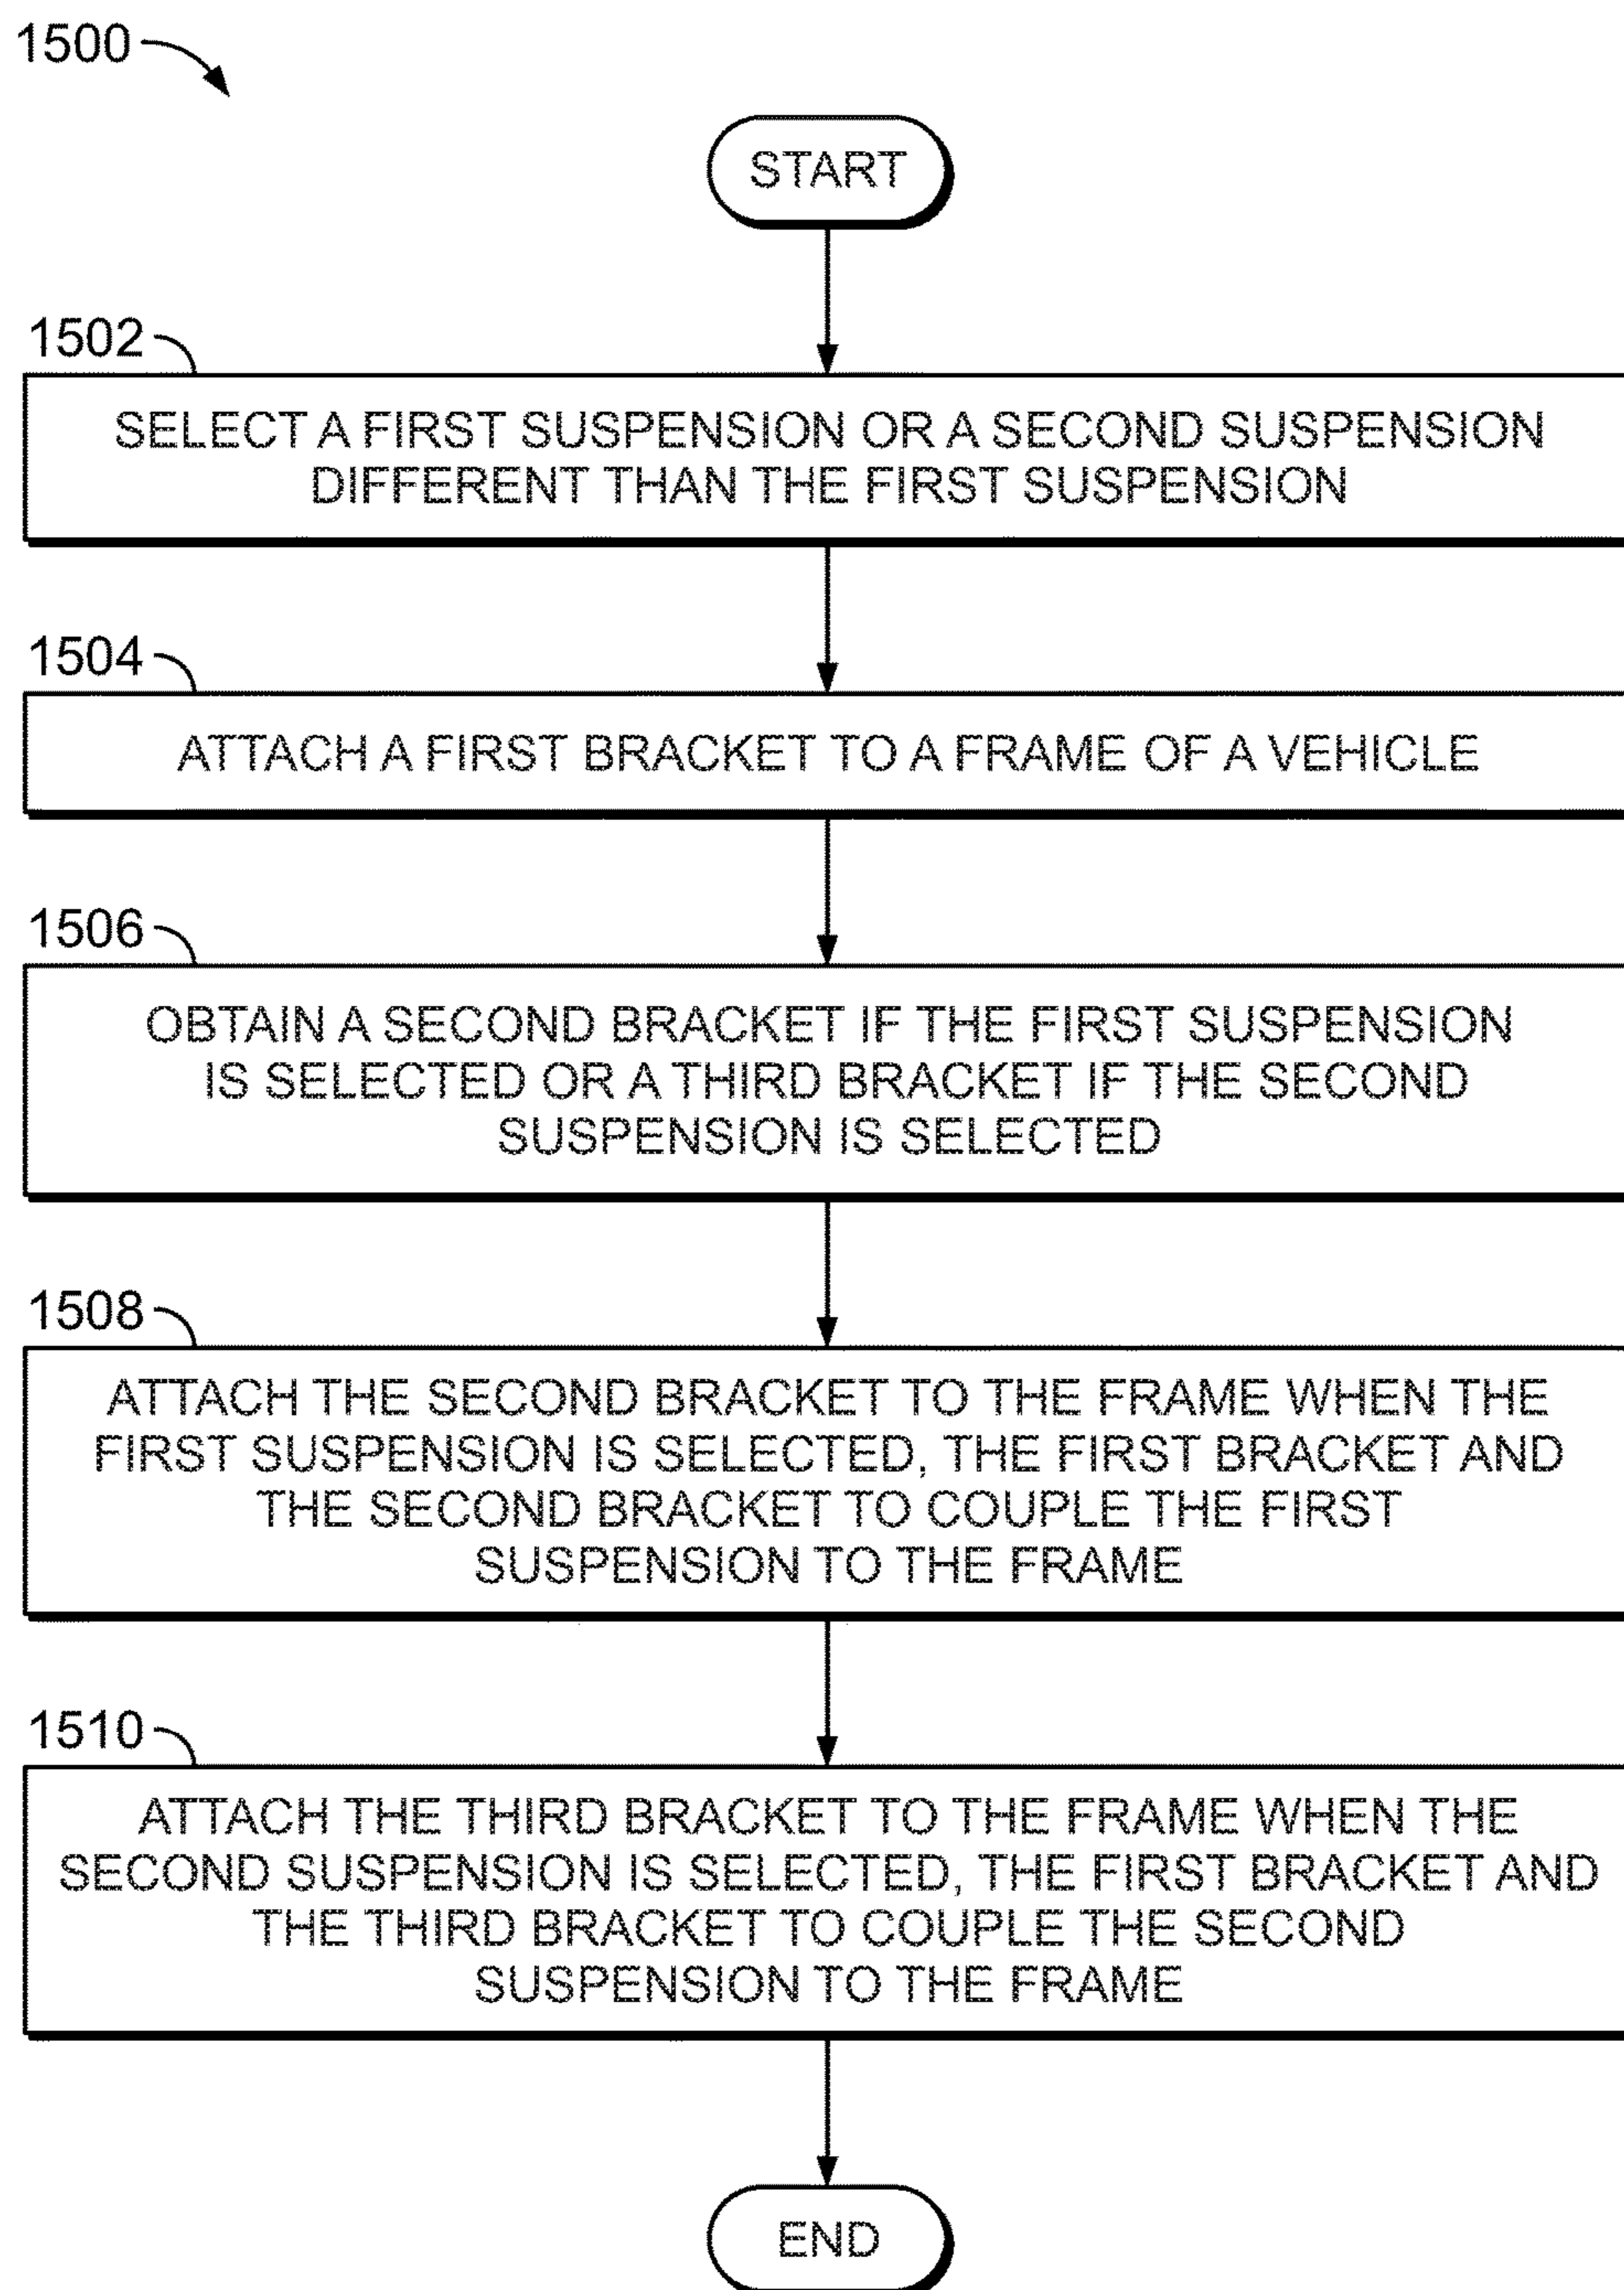 1500
START
1502
SELECT A FIRST SUSPENSION OR A SECOND SUSPENSION
DIFFERENT THAN THE FIRST SUSPENSION
1504
ATTACH A FIRST BRACKET TO A FRAME OF A VEHICLE
1506
OBTAIN A SECOND BRACKET IF THE FIRST SUSPENSION
IS SELECTED OR A THIRD BRACKET IF THE SECOND
SUSPENSION IS SELECTED
1508
ATTACH THE SECOND BRACKET TO THE FRAME WHEN THE
FIRST SUSPENSION IS SELECTED, THE FIRST BRACKET AND
THE SECOND BRACKET TO COUPLE THE FIRST
SUSPENSION TO THE FRAME
1510
ATTACH THE THIRD BRACKET TO THE FRAME WHEN THE
SECOND SUSPENSION IS SELECTED, THE FIRST BRACKET AND
THE THIRD BRACKET TO COUPLE THE SECOND
SUSPENSION TO THE FRAME
END